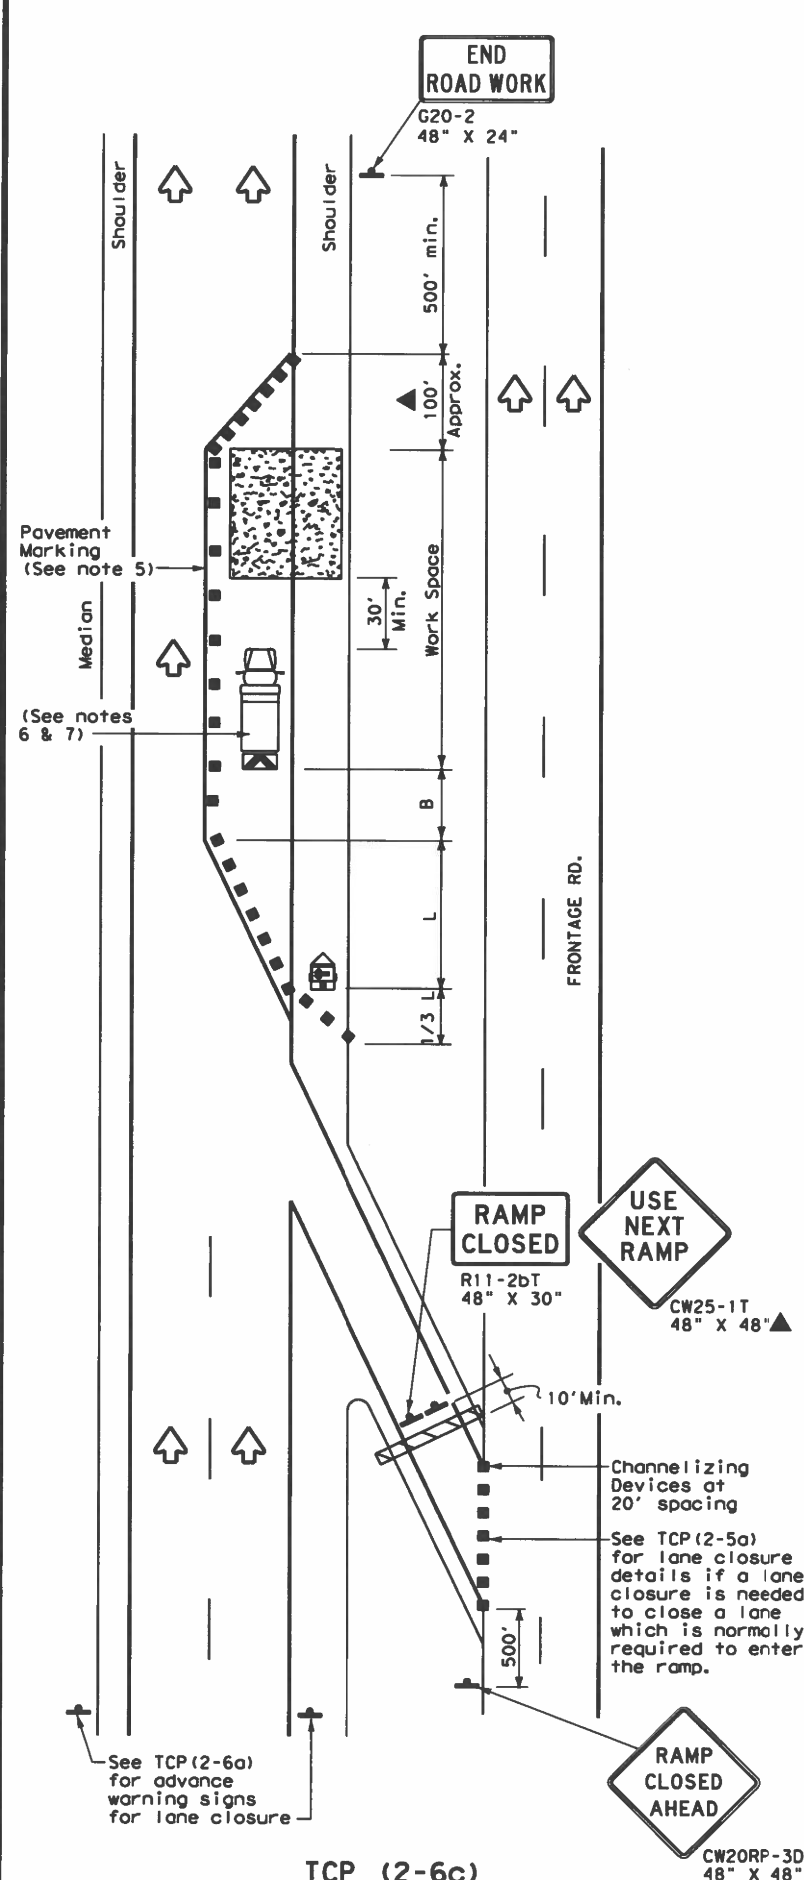 END
ROAD WORK
G20-2
48" X 24"
Shoulder
Shoulder
500' min.
100'
Approx.
Pavement
Marking
(See note 5)
Median
30'
Min.
Work Space
(See notes
6 & 7)
B
L
1/3 L
FRONTAGE RD.
RAMP
CLOSED
R11-2bT
48" X 30"
USE
NEXT
RAMP
CW25-1T
48" X 48"
10'Min.
Channelizing
Devices at
20' spacing
See TCP(2-5a)
for lane closure
details if a lane
closure is needed
to close a lane
which is normally
required to enter
the ramp.
500'
See TCP(2-6a)
for advance
warning signs
for lane closure
RAMP
CLOSED
AHEAD
CW20RP-3D
48" X 48"
TCP (2-6c)